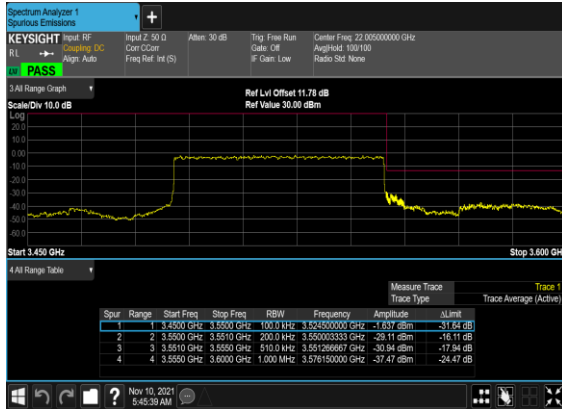 Spectrum Analyzer 1
Spurious Emissions
+
KEYSIGHT Input: RF Input Z: 50 Ω Atten: 30 dB Trig: Free Run Center Freq: 22.005000000 GHz
RL Coupling: DC Corr CCorr Gate: Off Avg|Hold: 100/100
Align: Auto Freq Ref: Int (S) IF Gain: Low Radio Std: None
PASS
3 All Range Graph
Ref Lvl Offset 11.78 dB
Scale/Div 10.0 dB Ref Value 30.00 dBm
Log
20.0
10.0
0.00
-10.0
-20.0
-30.0
-40.0
-50.0
-60.0
Start 3.450 GHz Stop 3.600 GH
4 All Range Table
Measure Trace Trace 1
Trace Type Trace Average (Active)
Spur Range Start Freq Stop Freq RBW Frequency Amplitude ΔLimit
1 1 3.4500 GHz 3.5500 GHz 100.0 kHz 3.524500000 GHz -1.637 dBm -31.64 dB
2 2 3.5500 GHz 3.5510 GHz 200.0 kHz 3.550003333 GHz -29.11 dBm -16.11 dB
3 3 3.5510 GHz 3.5550 GHz 510.0 kHz 3.551266667 GHz -30.94 dBm -17.94 dB
4 4 3.5550 GHz 3.6000 GHz 1.000 MHz 3.576150000 GHz -37.47 dBm -24.47 dB
? Nov 10, 2021
5:45:39 AM